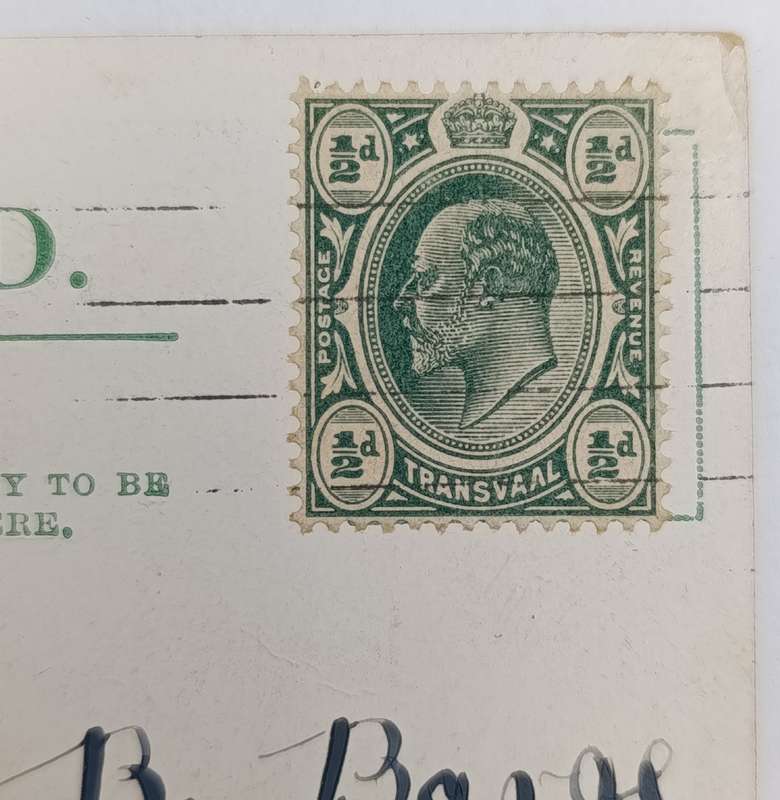 ½d ½d
POSTAGE
REVENUE
½d ½d
TRANSVAAL
O.
Y TO BE
ERE.
B.